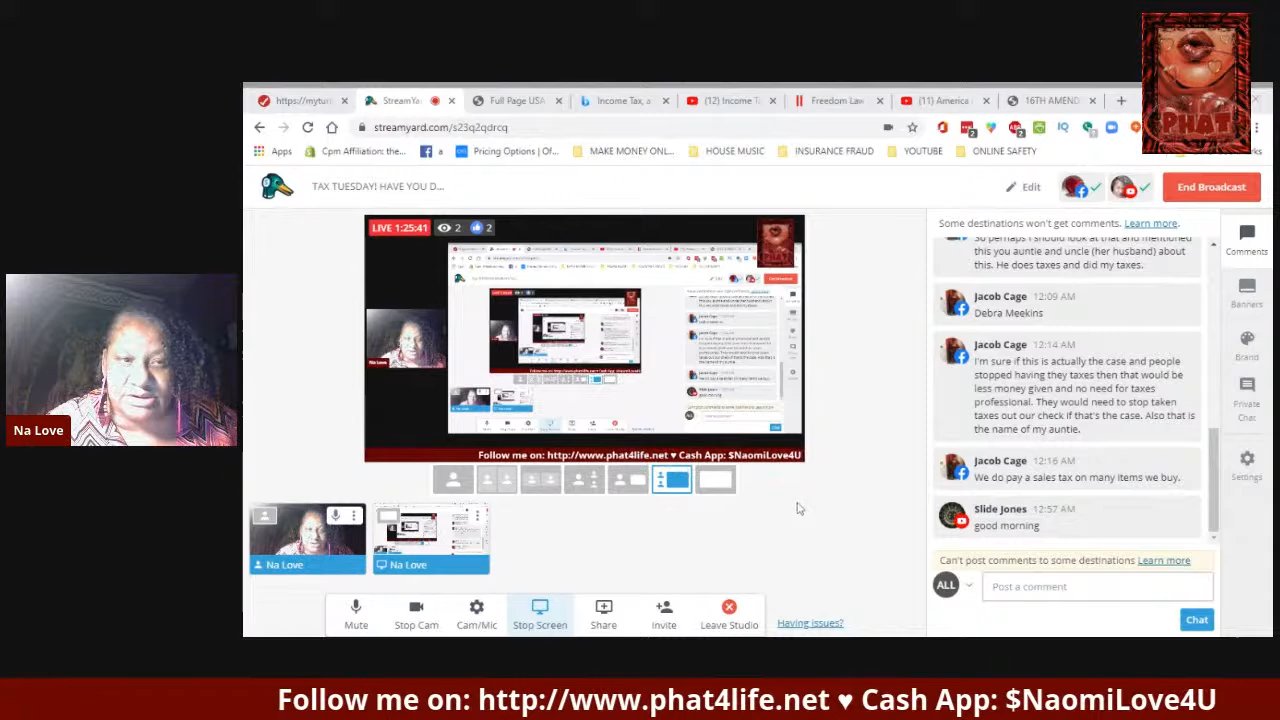 PHAT
https://mytur
StreamYa
Full Page USA
Income Tax, a
(12) Income Ta
Freedom Law
(11) America
16TH AMEND
streamyard.com/s23q2qdrcq
Apps
Cpm Affiliation: the...
a
Pricing Options | Of...
MAKE MONEY ONL...
HOUSE MUSIC
INSURANCE FRAUD
YOUTUBE
ONLINE SAFETY
TAX TUESDAY! HAVE YOU D...
Edit
End Broadcast
LIVE 1:25:41
2
2
Na Love
Follow me on: http://www.phat4life.net ♥ Cash App: $NaomiLove4U
Some destinations won't get comments. Learn more.
So perhaps I should look at that and mentioned
this you auntie and uncle (her husband) about
this. He does taxes and did my taxes.
Jacob Cage 12:09 AM
Debra Meekins
Jacob Cage 12:14 AM
I'm sure if this is actually the case and people
stopped having they taxes then that would be
less money given and no need for taxes
professional. They would need to stop taken
taxes out our check if that's the case. Also that is
the name of my auntie.
Jacob Cage 12:16 AM
We do pay a sales tax on many items we buy.
Slide Jones 12:57 AM
good morning
Can't post comments to some destinations Learn more
ALL
Post a comment
Chat
Comments
Banners
Brand
Private
Chat
Settings
Na Love
Na Love
Na Love
Mute
Stop Cam
Cam/Mic
Stop Screen
Share
Invite
Leave Studio
Having issues?
Follow me on: http://www.phat4life.net ♥ Cash App: $NaomiLove4U